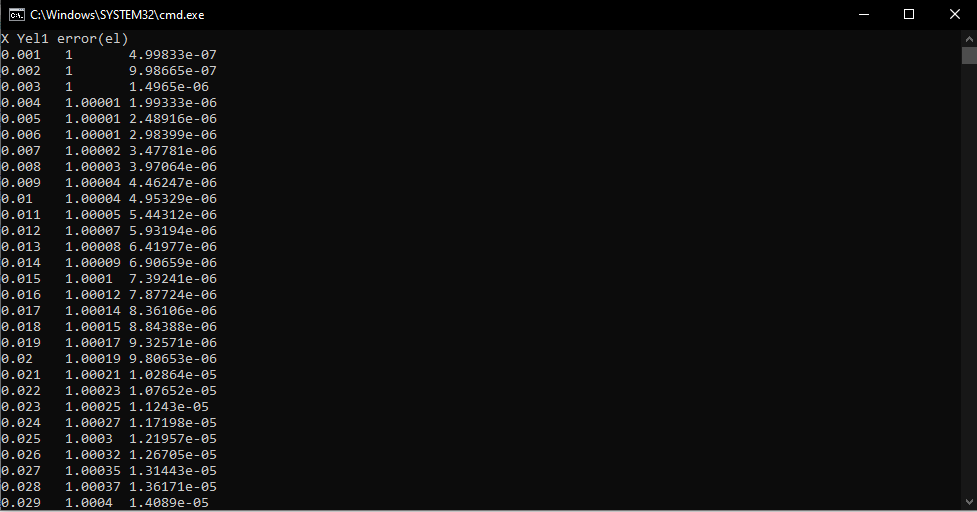 C:\Windows\SYSTEM32\cmd.exe
X Yel1 error(el)
0.001 1 4.99833e-07
0.002 1 9.98665e-07
0.003 1 1.4965e-06
0.004 1.00001 1.99333e-06
0.005 1.00001 2.48916e-06
0.006 1.00001 2.98399e-06
0.007 1.00002 3.47781e-06
0.008 1.00003 3.97064e-06
0.009 1.00004 4.46247e-06
0.01 1.00004 4.95329e-06
0.011 1.00005 5.44312e-06
0.012 1.00007 5.93194e-06
0.013 1.00008 6.41977e-06
0.014 1.00009 6.90659e-06
0.015 1.0001 7.39241e-06
0.016 1.00012 7.87724e-06
0.017 1.00014 8.36106e-06
0.018 1.00015 8.84388e-06
0.019 1.00017 9.32571e-06
0.02 1.00019 9.80653e-06
0.021 1.00021 1.02864e-05
0.022 1.00023 1.07652e-05
0.023 1.00025 1.1243e-05
0.024 1.00027 1.17198e-05
0.025 1.0003 1.21957e-05
0.026 1.00032 1.26705e-05
0.027 1.00035 1.31443e-05
0.028 1.00037 1.36171e-05
0.029 1.0004 1.4089e-05